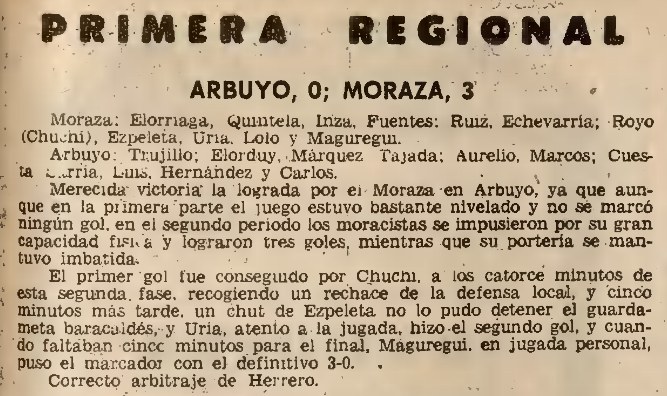 PRIMERA REGIONAL
ARBUYO, 0; MORAZA, 3
Moraza: Elorriaga, Quintela, Inza, Fuentes; Ruiz, Echevarría; Royo
(Chuchi), Ezpeleta, Uría, Lolo y Maguregui.
Arbuyo: Trujillo; Elorduy, Márquez Tajada; Aurelio, Marcos; Cues-
ta Luis, Hernández y Carlos.
Merecida victoria la lograda por el Moraza en Arbuyo, ya que aun-
que en la primera parte el juego estuvo bastante nivelado y no se marcó
ningún gol, en el segundo periodo los moracistas se impusieron por su gran
capacidad física y lograron tres goles, mientras que su portería se man-
tuvo imbatida.
El primer gol fue conseguido por Chuchi, a los catorce minutos de
esta segunda fase, recogiendo un rechace de la defensa local, y cinco
minutos más tarde, un chut de Ezpeleta no lo pudo detener el guarda-
meta baracaldés, y Uría, atento a la jugada, hizo el segundo gol, y cuan-
do faltaban cinco minutos para el final, Maguregui, en jugada personal,
puso el marcador con el definitivo 3-0.
Correcto arbitraje de Herrero.